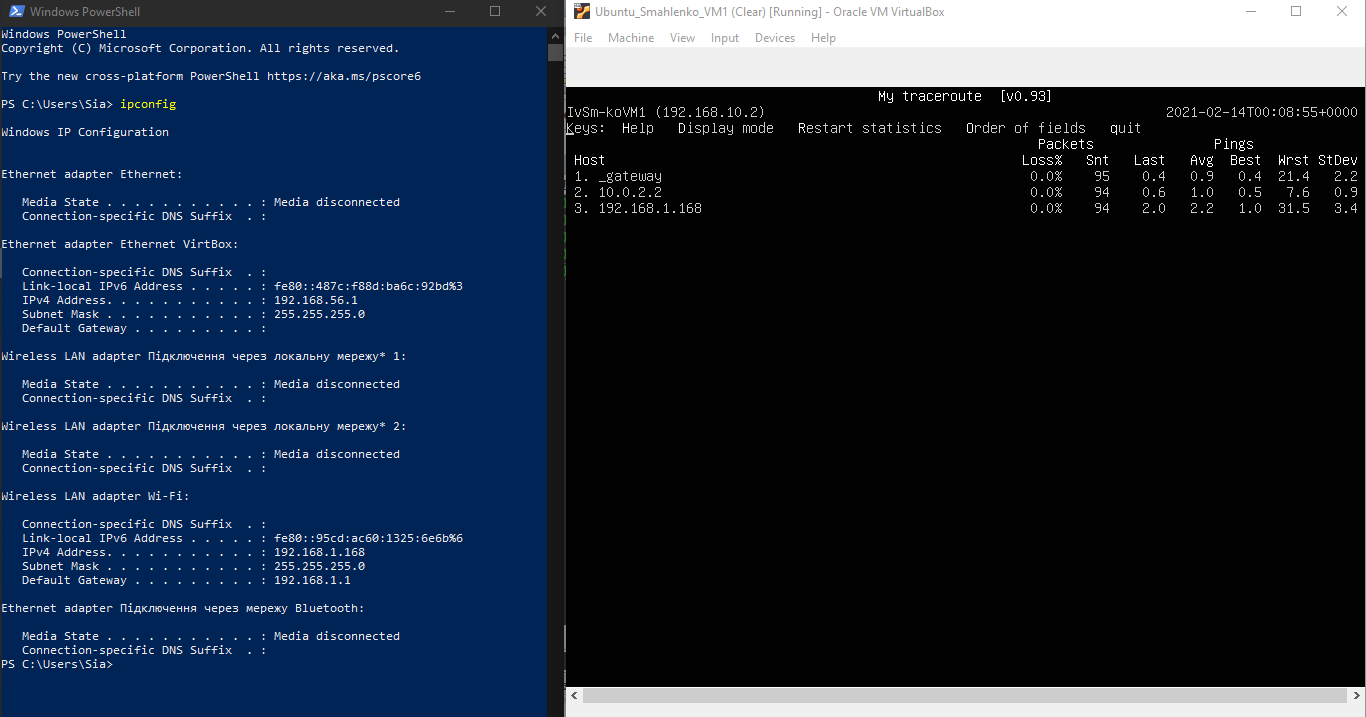 Windows PowerShell
Windows PowerShell
Copyright (C) Microsoft Corporation. All rights reserved.
Try the new cross-platform PowerShell https://aka.ms/pscore6
PS C:\Users\Sia> ipconfig
Windows IP Configuration
Ethernet adapter Ethernet:
Media State . . . . . . . . . . . : Media disconnected
Connection-specific DNS Suffix  . :
Ethernet adapter Ethernet VirtBox:
Connection-specific DNS Suffix  . :
Link-local IPv6 Address . . . . . : fe80::487c:f88d:ba6c:92bd%3
IPv4 Address. . . . . . . . . . . : 192.168.56.1
Subnet Mask . . . . . . . . . . . : 255.255.255.0
Default Gateway . . . . . . . . . :
Wireless LAN adapter Підключення через локальну мережу* 1:
Media State . . . . . . . . . . . : Media disconnected
Connection-specific DNS Suffix  . :
Wireless LAN adapter Підключення через локальну мережу* 2:
Media State . . . . . . . . . . . : Media disconnected
Connection-specific DNS Suffix  . :
Wireless LAN adapter Wi-Fi:
Connection-specific DNS Suffix  . :
Link-local IPv6 Address . . . . . : fe80::95cd:ac60:1325:6e6b%6
IPv4 Address. . . . . . . . . . . : 192.168.1.168
Subnet Mask . . . . . . . . . . . : 255.255.255.0
Default Gateway . . . . . . . . . : 192.168.1.1
Ethernet adapter Підключення через мережу Bluetooth:
Media State . . . . . . . . . . . : Media disconnected
Connection-specific DNS Suffix  . :
PS C:\Users\Sia>
Ubuntu_Smahlenko_VM1 (Clear) [Running] - Oracle VM VirtualBox
File Machine View Input Devices Help
My traceroute  [v0.93]
IvSm-koVM1 (192.168.10.2) 2021-02-14T00:08:55+0000
Keys:  Help   Display mode   Restart statistics   Order of fields   quit
Packets Pings
Host Loss% Snt Last Avg Best Wrst StDev
1. _gateway 0.0% 95 0.4 0.9 0.4 21.4 2.2
2. 10.0.2.2 0.0% 94 0.6 1.0 0.5 7.6 0.9
3. 192.168.1.168 0.0% 94 2.0 2.2 1.0 31.5 3.4